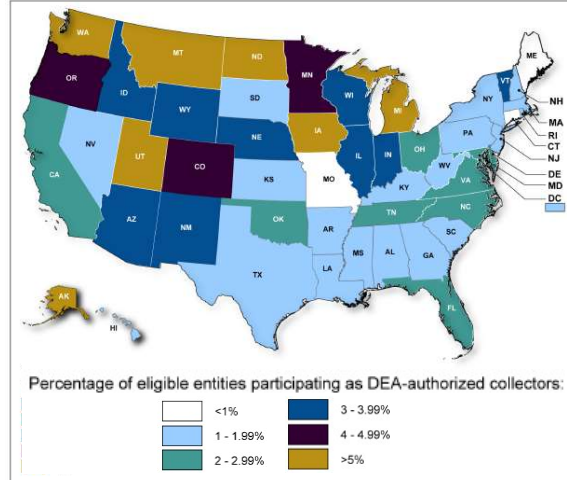 WA
MT
ND
MN
ME
OR
ID
SD
WI
MI
VT
NH
NY
WY
MA
RI
CT
NJ
IA
NE
PA
NV
UT
CO
IL
IN
OH
DE
MD
DC
CA
KS
MO
WV
VA
KY
AZ
NM
OK
TN
NC
AR
SC
MS
AL
GA
LA
TX
FL
AK
HI
Percentage of eligible entities participating as DEA-authorized collectors:
<1%
3 - 3.99%
1 - 1.99%
4 - 4.99%
2 - 2.99%
>5%